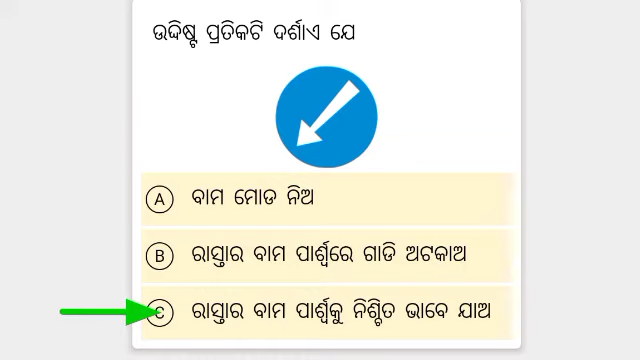 ଉଦ୍ଦିଷ୍ଟ ପ୍ରତିକଟି ଦର୍ଶାଏ ଯେ
A ବାମ ମୋଡ ନିଅ
B ରାସ୍ତାର ବାମ ପାର୍ଶ୍ୱରେ ଗାଡି ଅଟକାଅ
C ରାସ୍ତାର ବାମ ପାର୍ଶ୍ୱକୁ ନିଶ୍ଚିତ ଭାବେ ଯାଅ